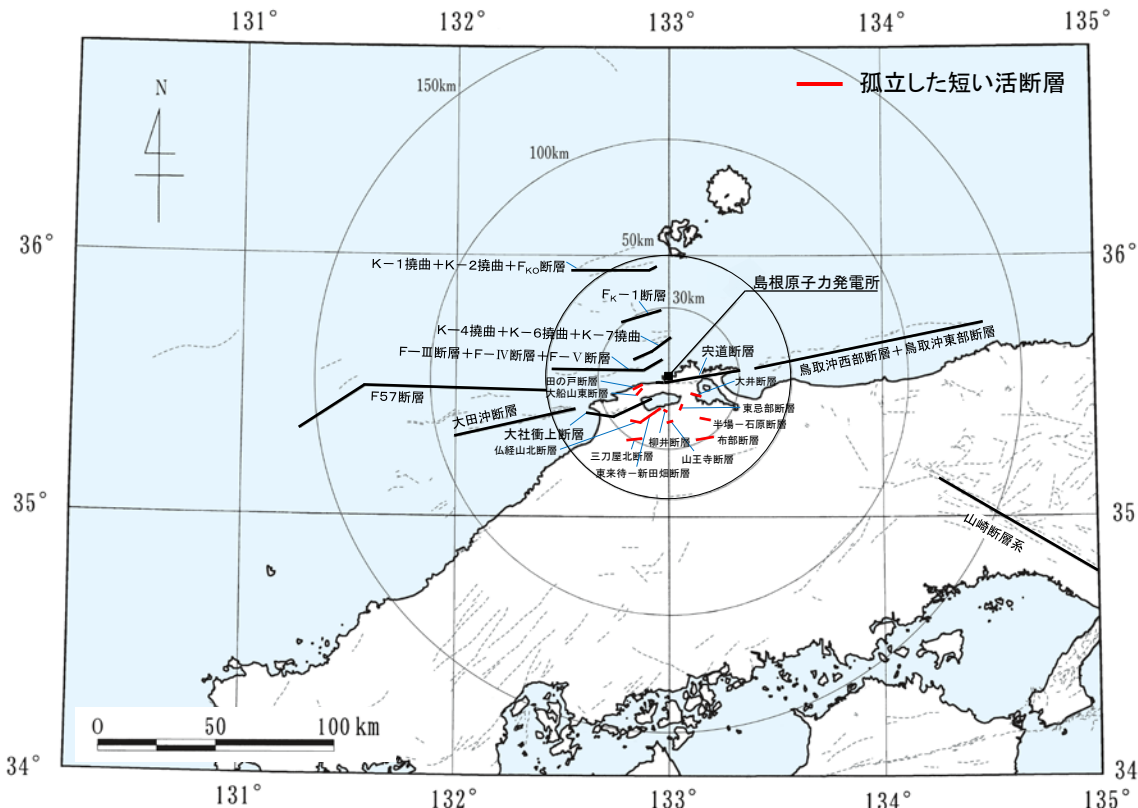 131°
132°
133°
134°
135°
孤立した短い活断層
N
150km
100km
50km
30km
36°
36°
K－1撓曲＋K－2撓曲＋FKO断層
島根原子力発電所
FK－1断層
K－4撓曲＋K－6撓曲＋K－7撓曲
F－Ⅲ断層＋F－Ⅳ断層＋F－Ⅴ断層
宍道断層
鳥取沖西部断層＋鳥取沖東部断層
田の戸断層
大船山東断層
大井断層
F57断層
東忌部断層
大田沖断層
半場－石原断層
大社衝上断層
布部断層
仏経山北断層
柳井断層
三刀屋北断層
山王寺断層
東来待－新田畑断層
35°
35
山崎断層系
0
50
100 km
34°
34
131°
132°
133°
134°
135°